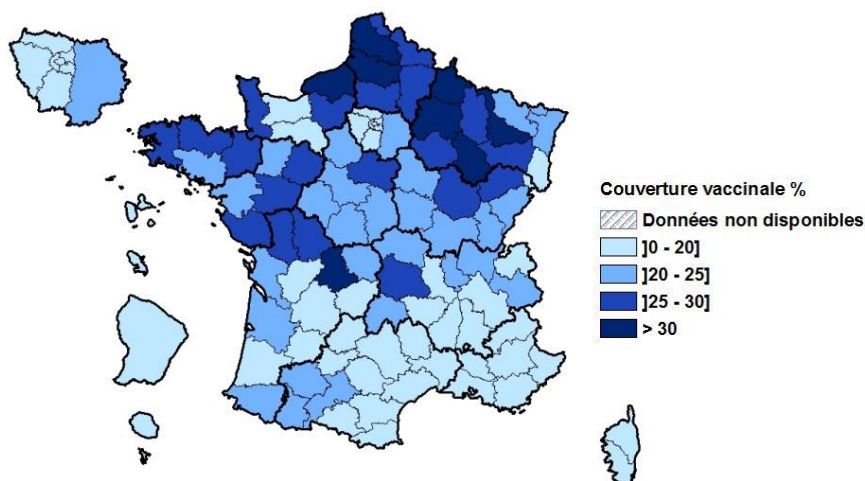 Couverture vaccinale %
Données non disponibles
]0 - 20]
]20 - 25]
]25 - 30]
> 30